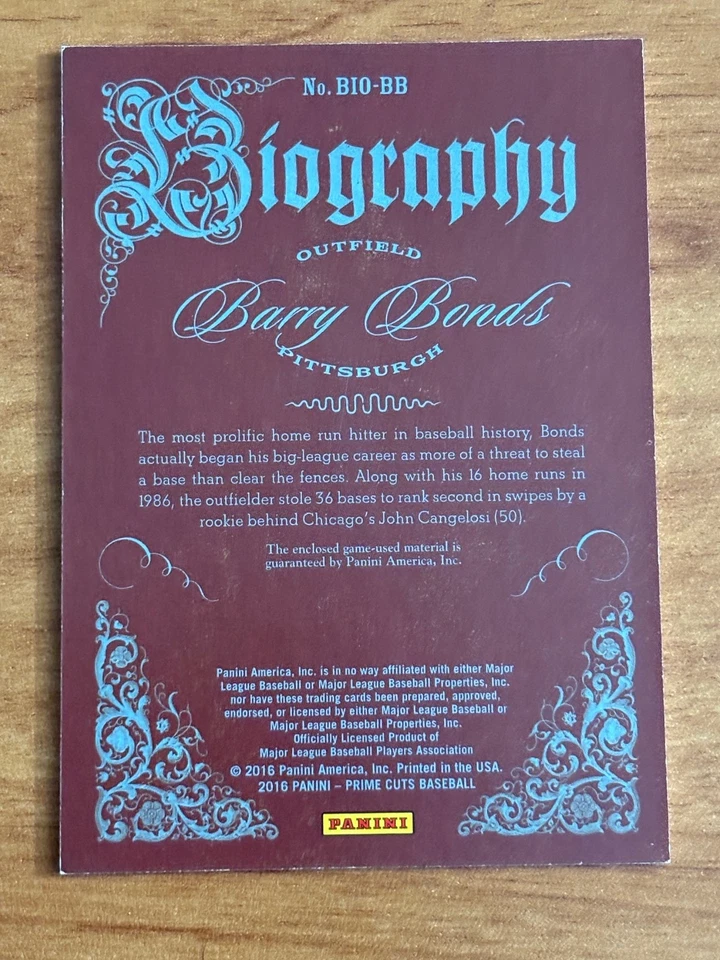 No. BIO-BB
Biography
OUTFIELD
Barry Bonds
PITTSBURGH
The most prolific home run hitter in baseball history, Bonds
actually began his big-league career as more of a threat to steal
a base than clear the fences. Along with his 16 home runs in
1986, the outfielder stole 36 bases to rank second in swipes by a
rookie behind Chicago's John Cangelosi (50).
The enclosed game-used material is
guaranteed by Panini America, Inc.
Panini America, Inc. is in no way affiliated with either Major
League Baseball or Major League Baseball Properties, Inc.
nor have these trading cards been prepared, approved,
endorsed, or licensed by either Major League Baseball or
Major League Baseball Properties, Inc.
Officially Licensed Product of
Major League Baseball Players Association
© 2016 Panini America, Inc. Printed in the USA.
2016 PANINI – PRIME CUTS BASEBALL
PANINI